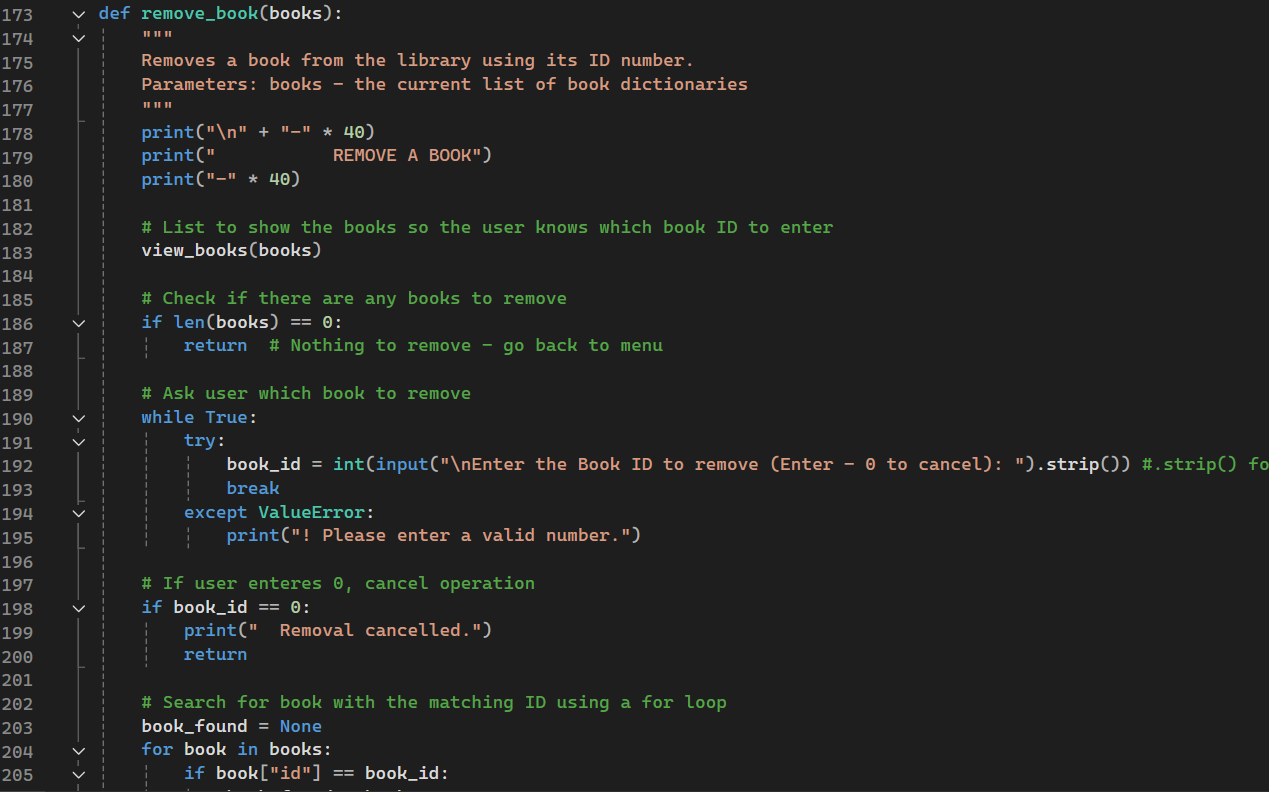 173 def remove_book(books):
174     """
175     Removes a book from the library using its ID number.
176     Parameters: books - the current list of book dictionaries
177     """
178     print("\n" + "-" * 40)
179     print("           REMOVE A BOOK")
180     print("-" * 40)
181
182     # List to show the books so the user knows which book ID to enter
183     view_books(books)
184
185     # Check if there are any books to remove
186     if len(books) == 0:
187         return  # Nothing to remove - go back to menu
188
189     # Ask user which book to remove
190     while True:
191         try:
192             book_id = int(input("\nEnter the Book ID to remove (Enter - 0 to cancel): ").strip()) #.strip() fo
193             break
194         except ValueError:
195             print("! Please enter a valid number.")
196
197     # If user enteres 0, cancel operation
198     if book_id == 0:
199         print("  Removal cancelled.")
200         return
201
202     # Search for book with the matching ID using a for loop
203     book_found = None
204     for book in books:
205         if book["id"] == book_id: